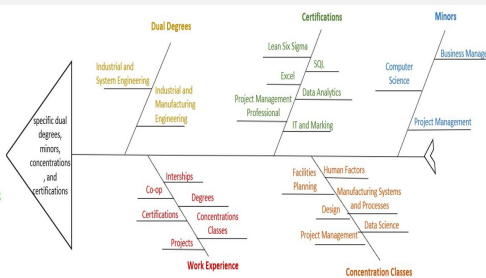 Dual Degrees
Certifications
Minors
Industrial and
System Engineering
Industrial and
Manufacturing
Engineering
Lean Six Sigma
SQL
Excel
Data Analytics
Project Management
Professional
IT and Marking
Business Manage
Computer
Science
Project Management
specific dual
degrees,
minors,
concentrations
, and
certifications
Interships
Co-op
Degrees
Certifications
Concentrations
Classes
Projects
Work Experience
Facilities
Planning
Human Factors
Manufacturing Systems
and Processes
Design
Data Science
Project Management
Concentration Classes